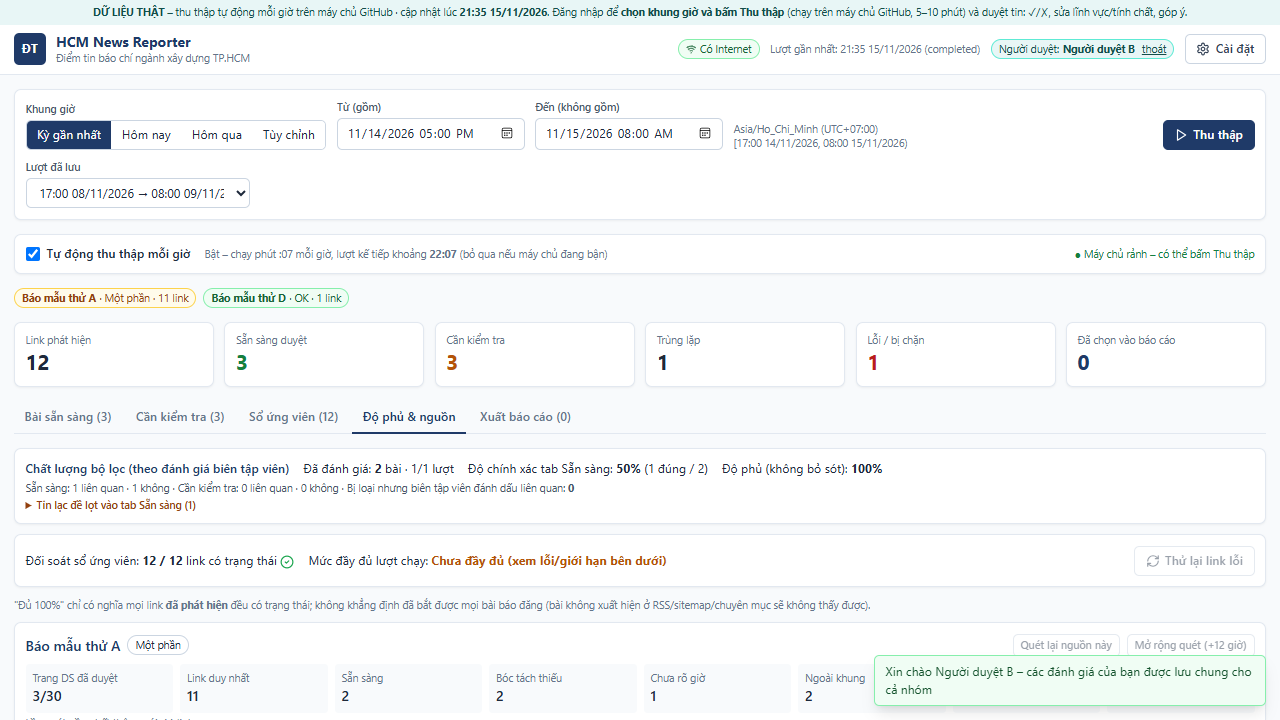 DỮ LIỆU THẬT – thu thập tự động mỗi giờ trên máy chủ GitHub · cập nhật lúc 21:35 15/11/2026. Đăng nhập để chọn khung giờ và bấm Thu thập (chạy trên máy chủ GitHub, 5–10 phút) và duyệt tin: ✓/X, sửa lĩnh vực/tính chất, góp ý.
ĐT
HCM News Reporter
Điểm tin báo chí ngành xây dựng TP.HCM
Có Internet
Lượt gần nhất: 21:35 15/11/2026 (completed)
Người duyệt: Người duyệt B thoát
Cài đặt
Khung giờ
Kỳ gần nhất
Hôm nay
Hôm qua
Tùy chỉnh
Từ (gồm)
11/14/2026 05:00 PM
Đến (không gồm)
11/15/2026 08:00 AM
Asia/Ho_Chi_Minh (UTC+07:00)
[17:00 14/11/2026, 08:00 15/11/2026)
Thu thập
Lượt đã lưu
17:00 08/11/2026 → 08:00 09/11/2
Tự động thu thập mỗi giờ
Bật – chạy phút :07 mỗi giờ, lượt kế tiếp khoảng 22:07 (bỏ qua nếu máy chủ đang bận)
● Máy chủ rảnh – có thể bấm Thu thập
Báo mẫu thử A · Một phần · 11 link
Báo mẫu thử D · OK · 1 link
Link phát hiện
12
Sẵn sàng duyệt
3
Cần kiểm tra
3
Trùng lặp
1
Lỗi / bị chặn
1
Đã chọn vào báo cáo
0
Bài sẵn sàng (3)
Cần kiểm tra (3)
Sổ ứng viên (12)
Độ phủ & nguồn
Xuất báo cáo (0)
Chất lượng bộ lọc (theo đánh giá biên tập viên) Đã đánh giá: 2 bài · 1/1 lượt Độ chính xác tab Sẵn sàng: 50% (1 đúng / 2) Độ phủ (không bỏ sót): 100%
Sẵn sàng: 1 liên quan · 1 không · Cần kiểm tra: 0 liên quan · 0 không · Bị loại nhưng biên tập viên đánh dấu liên quan: 0
▶ Tin lạc đề lọt vào tab Sẵn sàng (1)
Đối soát sổ ứng viên: 12 / 12 link có trạng thái
Mức đầy đủ lượt chạy: Chưa đầy đủ (xem lỗi/giới hạn bên dưới)
Thử lại link lỗi
"Đủ 100%" chỉ có nghĩa mọi link đã phát hiện đều có trạng thái; không khẳng định đã bắt được mọi bài báo đăng (bài không xuất hiện ở RSS/sitemap/chuyên mục sẽ không thấy được).
Báo mẫu thử A
Một phần
Quét lại nguồn này
Mở rộng quét (+12 giờ)
Trang DS đã duyệt
3/30
Link duy nhất
11
Sẵn sàng
2
Bóc tách thiếu
2
Chưa rõ giờ
1
Ngoài khung
2
Xin chào Người duyệt B – các đánh giá của bạn được lưu chung cho
cả nhóm